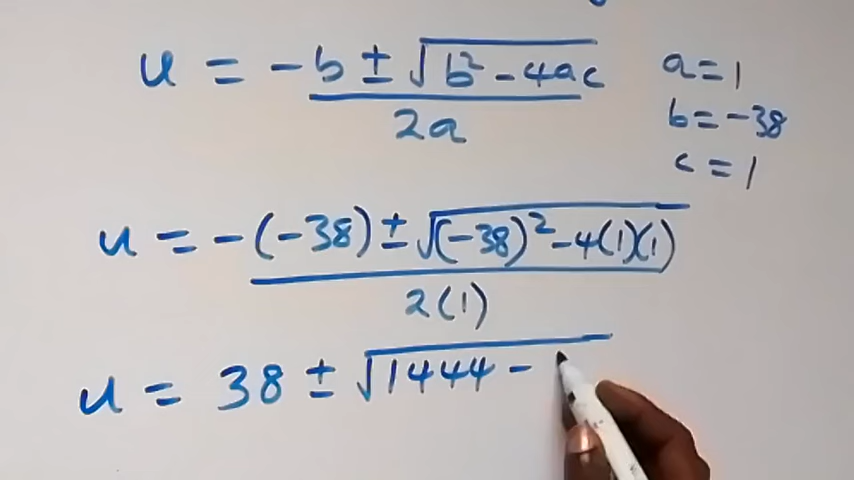 u = -b ± √b² - 4ac a = 1
2a b = -38
c = 1
u = -(-38) ± √(-38)² - 4(1)(1)
2(1)
u = 38 ± √1444 -